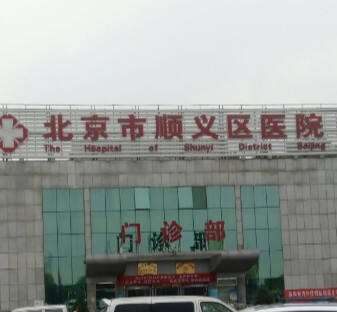 北京市顺义区医院
The Hospital of Shunyi District Beijing
门诊部